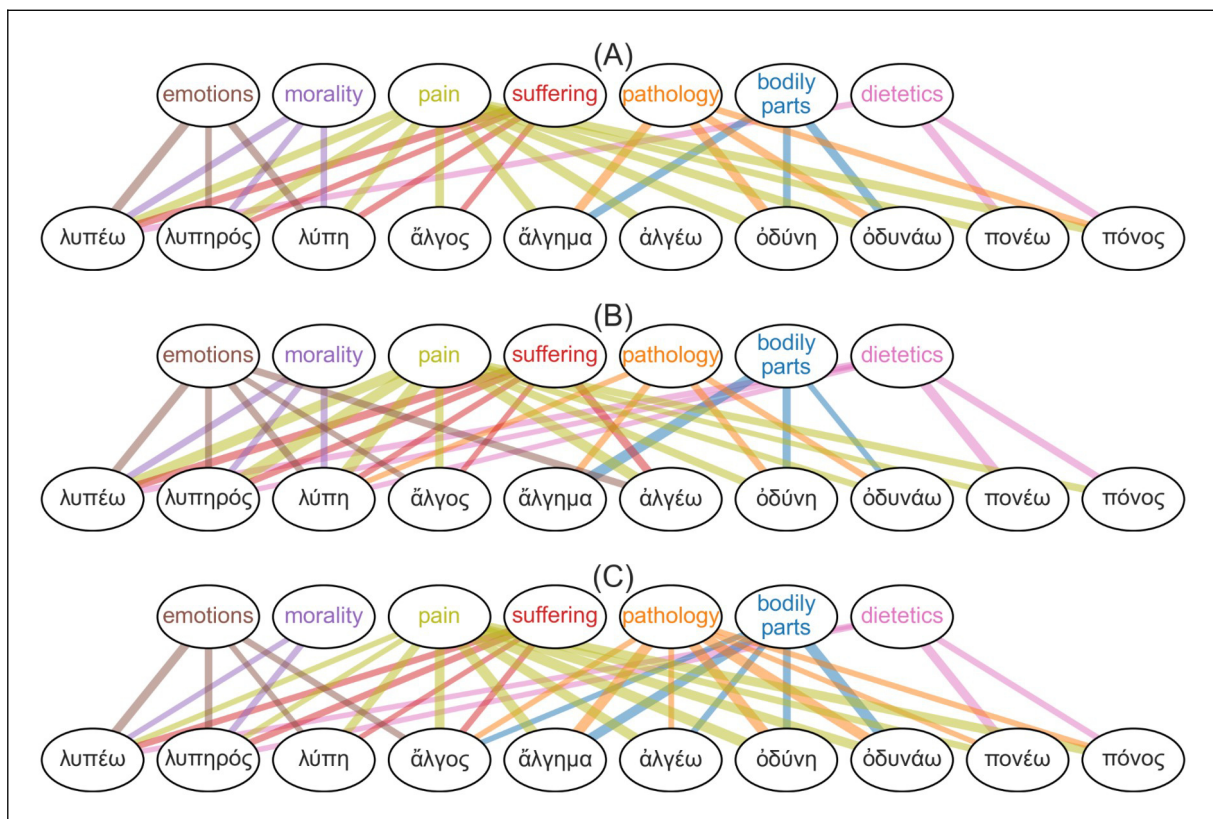 (A)
emotions morality pain suffering pathology bodily parts dietetics
λυπέω λυπηρός λύπη ἄλγος ἄλγημα ἀλγέω ὀδύνη ὀδυνάω πονέω πόνος
(B)
emotions morality pain suffering pathology bodily parts dietetics
λυπέω λυπηρός λύπη ἄλγος ἄλγημα ἀλγέω ὀδύνη ὀδυνάω πονέω πόνος
(C)
emotions morality pain suffering pathology bodily parts dietetics
λυπέω λυπηρός λύπη ἄλγος ἄλγημα ἀλγέω ὀδύνη ὀδυνάω πονέω πόνος